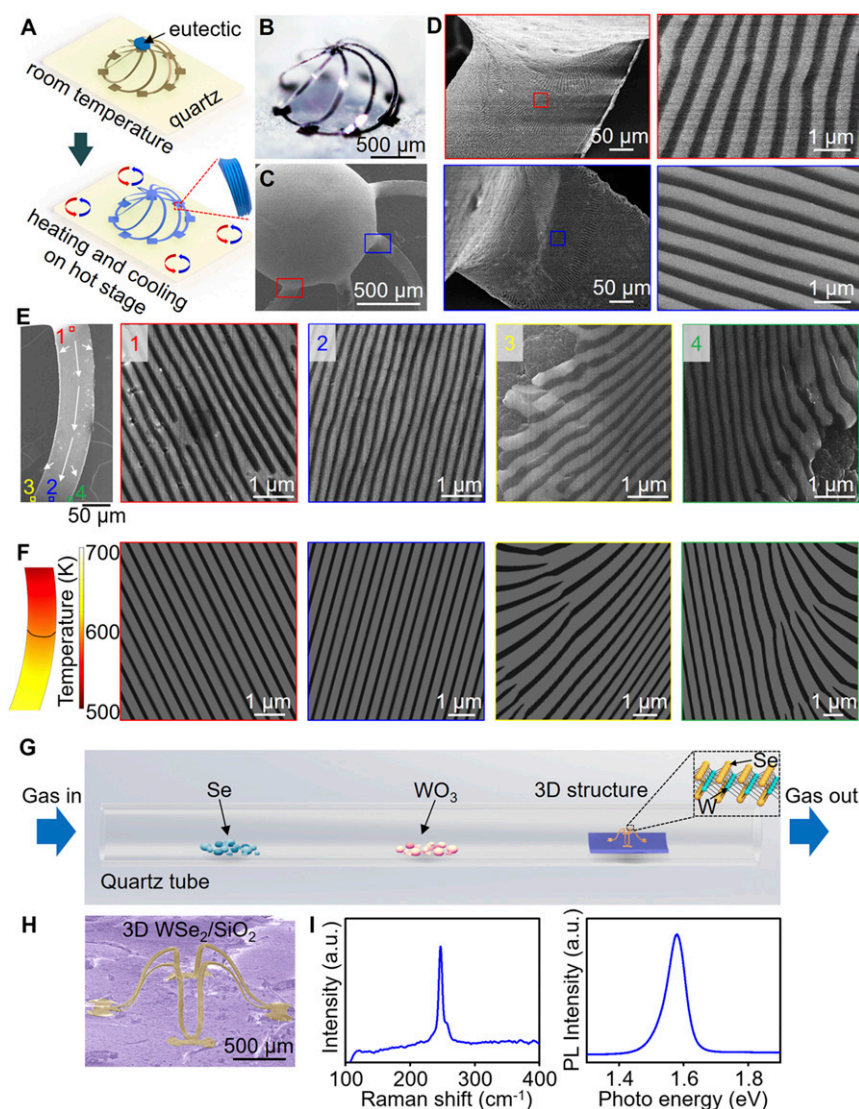 A
eutectic
room temperature
quartz
heating and cooling
on hot stage
B
500 µm
C
500 µm
D
50 µm
1 µm
50 µm
1 µm
E
1
3
2
4
50 µm
1
1 µm
2
1 µm
3
1 µm
4
1 µm
F
700
600
500
Temperature (K)
1 µm
1 µm
1 µm
1 µm
G
Gas in
Se
WO3
3D structure
Se
W
Gas out
Quartz tube
H
3D WSe2/SiO2
500 µm
I
Intensity (a.u.)
100 200 300 400
Raman shift (cm-1)
PL Intensity (a.u.)
1.4 1.6 1.8
Photo energy (eV)